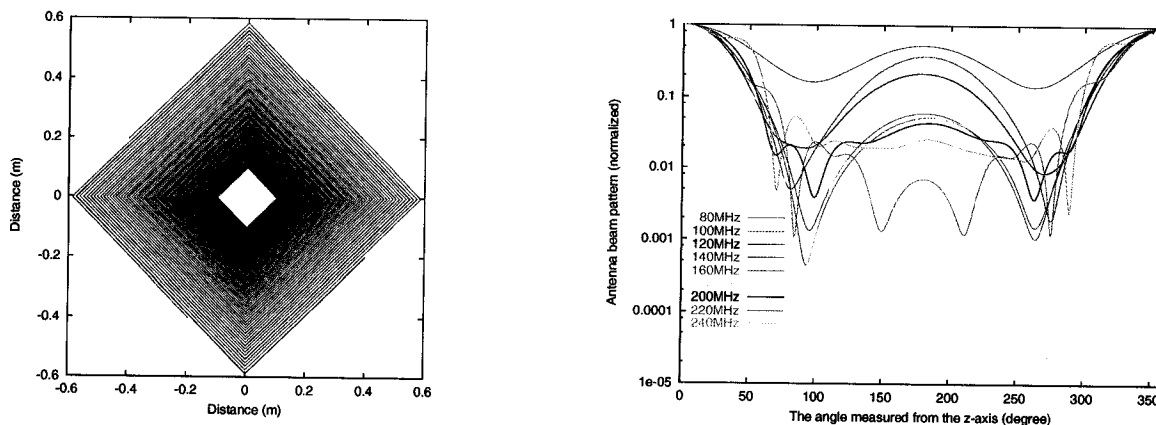 0.6
0.4
0.2
0
-0.2
-0.4
-0.6
-0.6 -0.4 -0.2 0 0.2 0.4 0.6
Distance (m)
Distance (m)
1
0.1
0.01
0.001
0.0001
1e-05
0 50 100 150 200 250 300 350
Antenna beam pattern (normalized)
The angle measured from the z-axis (degree)
80MHz
100MHz
120MHz
140MHz
160MHz
200MHz
220MHz
240MHz